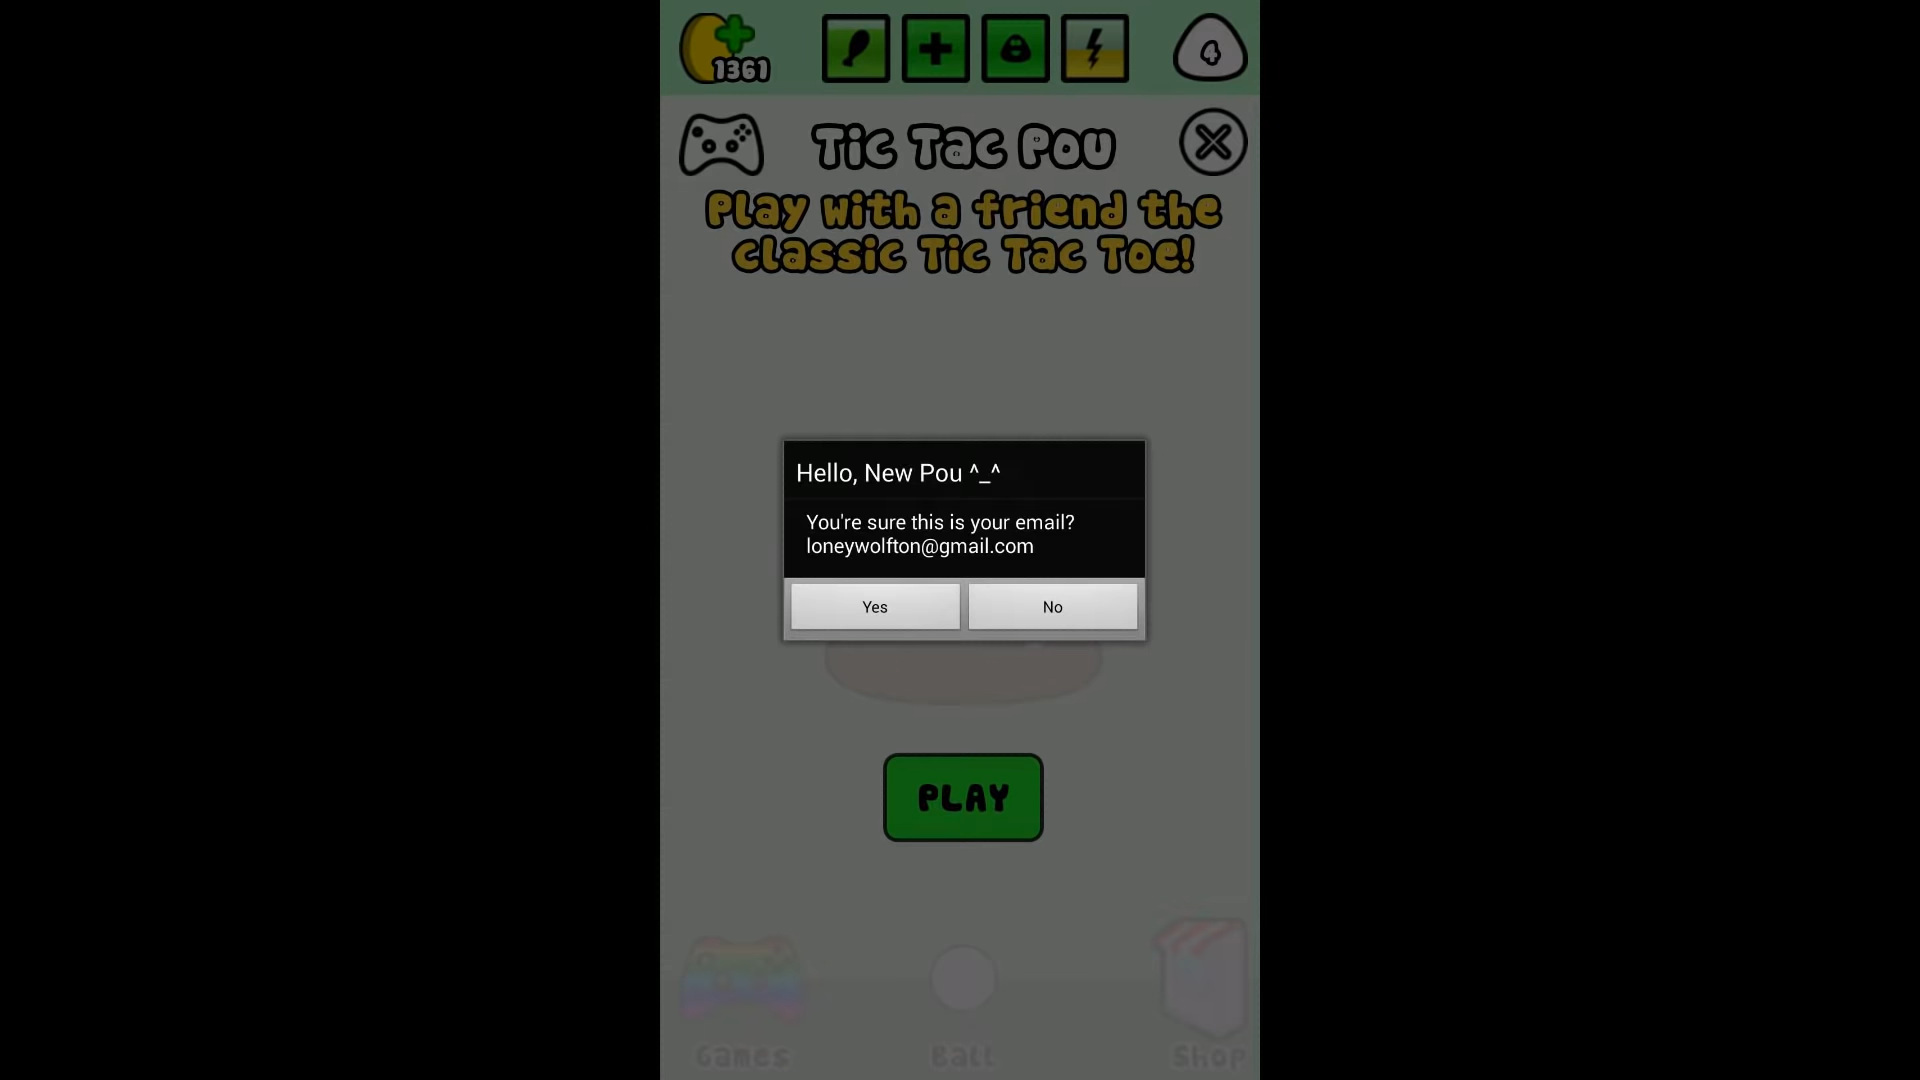 1361
4
Tic Tac Pou
Play with a friend the
classic Tic Tac Toe!
Hello, New Pou ^_^
You're sure this is your email?
loneywolfton@gmail.com
Yes
No
PLAY
Games
Ball
Shop